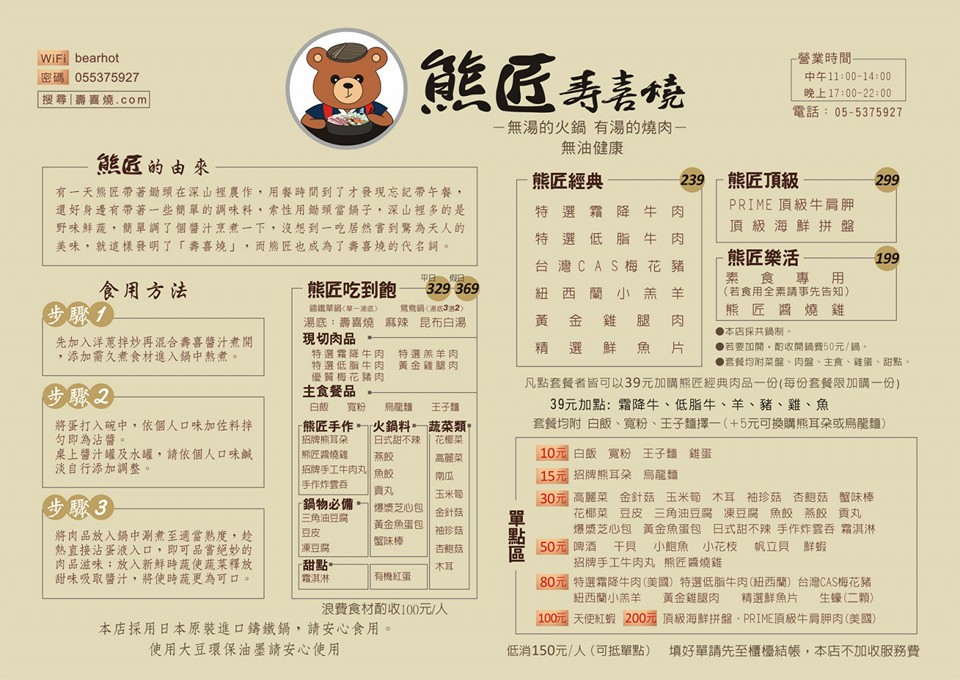 WiFi bearhot
密碼 055375927
搜尋|壽喜燒.com
熊匠壽喜燒
－無湯的火鍋 有湯的燒肉－
無油健康
營業時間
中午11:00-14:00
晚上17:00-22:00
電話：05-5375927
熊匠的由來
有一天熊匠帶著鋤頭在深山裡農作，用餐時間到了才發現忘記帶午餐，
還好身邊有帶著一些簡單的調味料，索性用鋤頭當鍋子，深山裡多的是
野味鮮蔬，簡單調了個醬汁烹煮一下，沒想到一吃居然嘗到驚為天人的
美味，就這樣發明了「壽喜燒」，而熊匠也成為了壽喜燒的代名詞。
食用方法
步驟1
先加入洋蔥拌炒再混合壽喜醬汁煮開
，添加需久煮食材進入鍋中熬煮。
步驟2
將蛋打入碗中，依個人口味加佐料拌
勻即為沾醬。
桌上醬汁罐及水罐，請依個人口味鹹
淡自行添加調整。
步驟3
將肉品放入鍋中涮煮至適當熟度，趁
熱直接沾蛋液入口，即可品嘗絕妙的
肉品滋味；放入新鮮時蔬使蔬菜釋放
甜味吸取醬汁，將使時蔬更為可口。
本店採用日本原裝進口鑄鐵鍋，請安心食用。
使用大豆環保油墨請安心使用
熊匠吃到飽
平日 假日
329 369
鑄鐵單鍋(單一湯底) 鴛鴦鍋(湯底3選2)
湯底：壽喜燒 麻辣 昆布白湯
現切肉品
特選霜降牛肉 特選羔羊肉
特選低脂牛肉 黃金雞腿肉
優質梅花豬肉
主食餐品
白飯 寬粉 烏龍麵 王子麵
熊匠手作
招牌熊耳朵
熊匠醬燒雞
招牌手工牛肉丸
手作炸雲吞
鍋物必備
三角油豆腐
豆皮
凍豆腐
甜點
霜淇淋
火鍋料
日式甜不辣
燕餃
魚餃
貢丸
爆漿芝心包
黃金魚蛋包
蟹味棒
有機紅蛋
蔬菜類
花椰菜
高麗菜
南瓜
玉米筍
金針菇
袖珍菇
杏鮑菇
木耳
浪費食材酌收100元/人
熊匠經典 239
特選霜降牛肉
特選低脂牛肉
台灣CAS梅花豬
紐西蘭小羔羊
黃金雞腿肉
精選鮮魚片
熊匠頂級 299
PRIME頂級牛肩胛
頂級海鮮拼盤
熊匠樂活 199
素食專用
(若食用全素請事先告知)
熊匠醬燒雞
●本店採共鍋制。
●若要加開，酌收開鍋費50元/鍋。
●套餐均附菜盤、肉盤、主食、雞蛋、甜品。
凡點套餐者皆可以39元加購熊匠經典肉品一份(每份套餐限加購一份)
39元加點: 霜降牛、低脂牛、羊、豬、雞、魚
套餐均附 白飯、寬粉、王子麵擇一(＋5元可換購熊耳朵或烏龍麵)
單點區
10元 白飯 寬粉 王子麵 雞蛋
15元 招牌熊耳朵 烏龍麵
30元 高麗菜 金針菇 玉米筍 木耳 袖珍菇 杏鮑菇 蟹味棒
花椰菜 豆皮 三角油豆腐 凍豆腐 魚餃 燕餃 貢丸
爆漿芝心包 黃金魚蛋包 日式甜不辣 手作炸雲吞 霜淇淋
50元 啤酒 干貝 小鮑魚 小花枝 帆立貝 鮮蝦
招牌手工牛肉丸 熊匠醬燒雞
80元 特選霜降牛肉(美國) 特選低脂牛肉(紐西蘭) 台灣CAS梅花豬
紐西蘭小羔羊 黃金雞腿肉 精選鮮魚片 生蠔(二顆)
100元 天使紅蝦 200元 頂級海鮮拼盤、PRIME頂級牛肩胛肉(美國)
低消150元/人(可抵單點) 填好單請先至櫃檯結帳，本店不加收服務費